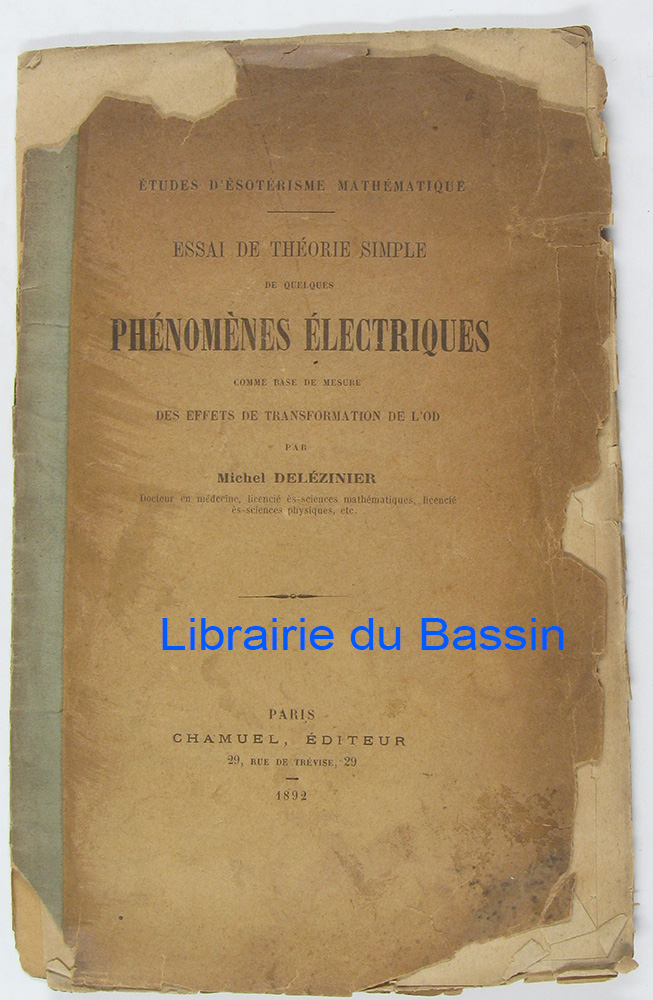 ÉTUDES D'ÈSOTÉRISME MATHÉMATIQUE
ESSAI DE THÉORIE SIMPLE
DE QUELQUES
PHÉNOMÈNES ÉLECTRIQUES
COMME BASE DE MESURE
DES EFFETS DE TRANSFORMATION DE L'OD
PAR
Michel DELÉZINIER
Docteur en médecine, licencié ès-sciences mathématiques, licencié
ès-sciences physiques, etc.
Librairie du Bassin
PARIS
CHAMUEL, ÉDITEUR
29, RUE DE TRÉVISE, 29
1892